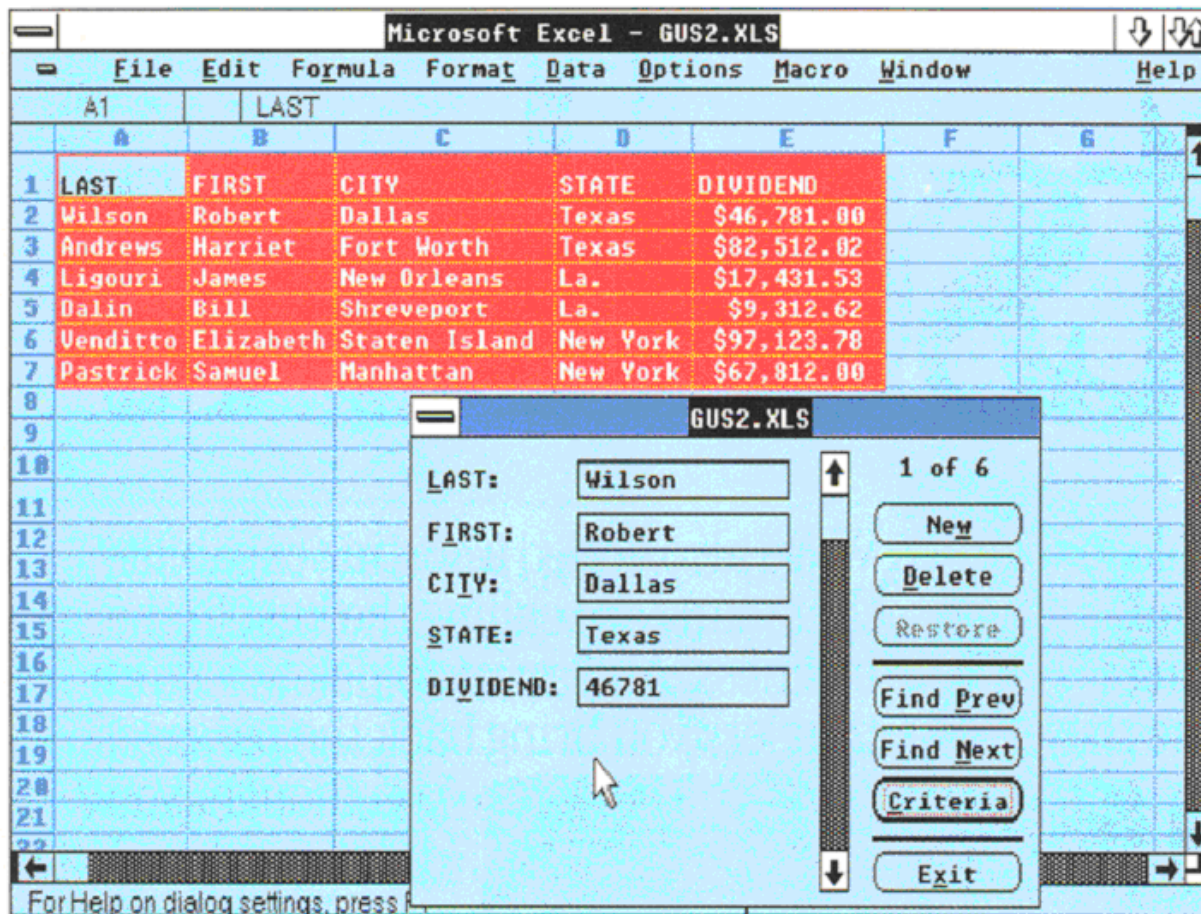 Microsoft Excel - GUS2.XLS
File Edit Formula Format Data Options Macro Window Help
A1 LAST
A B C D E F G
1 LAST FIRST CITY STATE DIVIDEND
2 Wilson Robert Dallas Texas $46,781.00
3 Andrews Harriet Fort Worth Texas $82,512.02
4 Ligouri James New Orleans La. $17,431.53
5 Dalin Bill Shreveport La. $9,312.62
6 Venditto Elizabeth Staten Island New York $97,123.78
7 Pastrick Samuel Manhattan New York $67,812.00
8
9
10
11
12
13
14
15
16
17
18
19
20
21
22
GUS2.XLS
1 of 6
LAST: Wilson
FIRST: Robert
CITY: Dallas
STATE: Texas
DIVIDEND: 46781
New
Delete
Restore
Find Prev
Find Next
Criteria
Exit
For Help on dialog settings, press